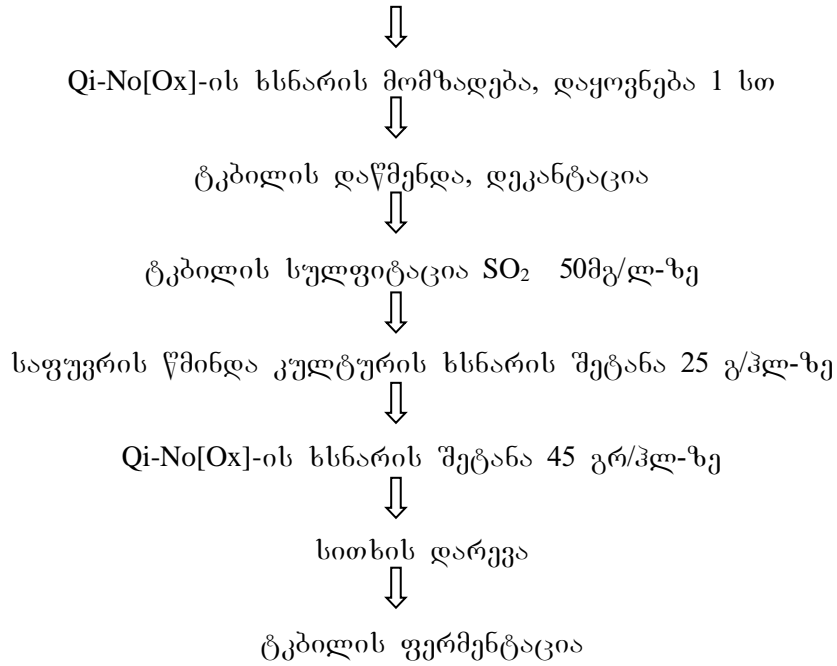 Qi-No[Ox]-ის ხსნარის მომზადება, დაყოვნება 1 სთ
ტკბილის დაწმენდა, დეკანტაცია
ტკბილის სულფიტაცია SO₂ 50მგ/ლ-ზე
საფუვრის წმინდა კულტურის ხსნარის შეტანა 25 გ/ჰლ-ზე
Qi-No[Ox]-ის ხსნარის შეტანა 45 გრ/ჰლ-ზე
სითხის დარევა
ტკბილის ფერმენტაცია